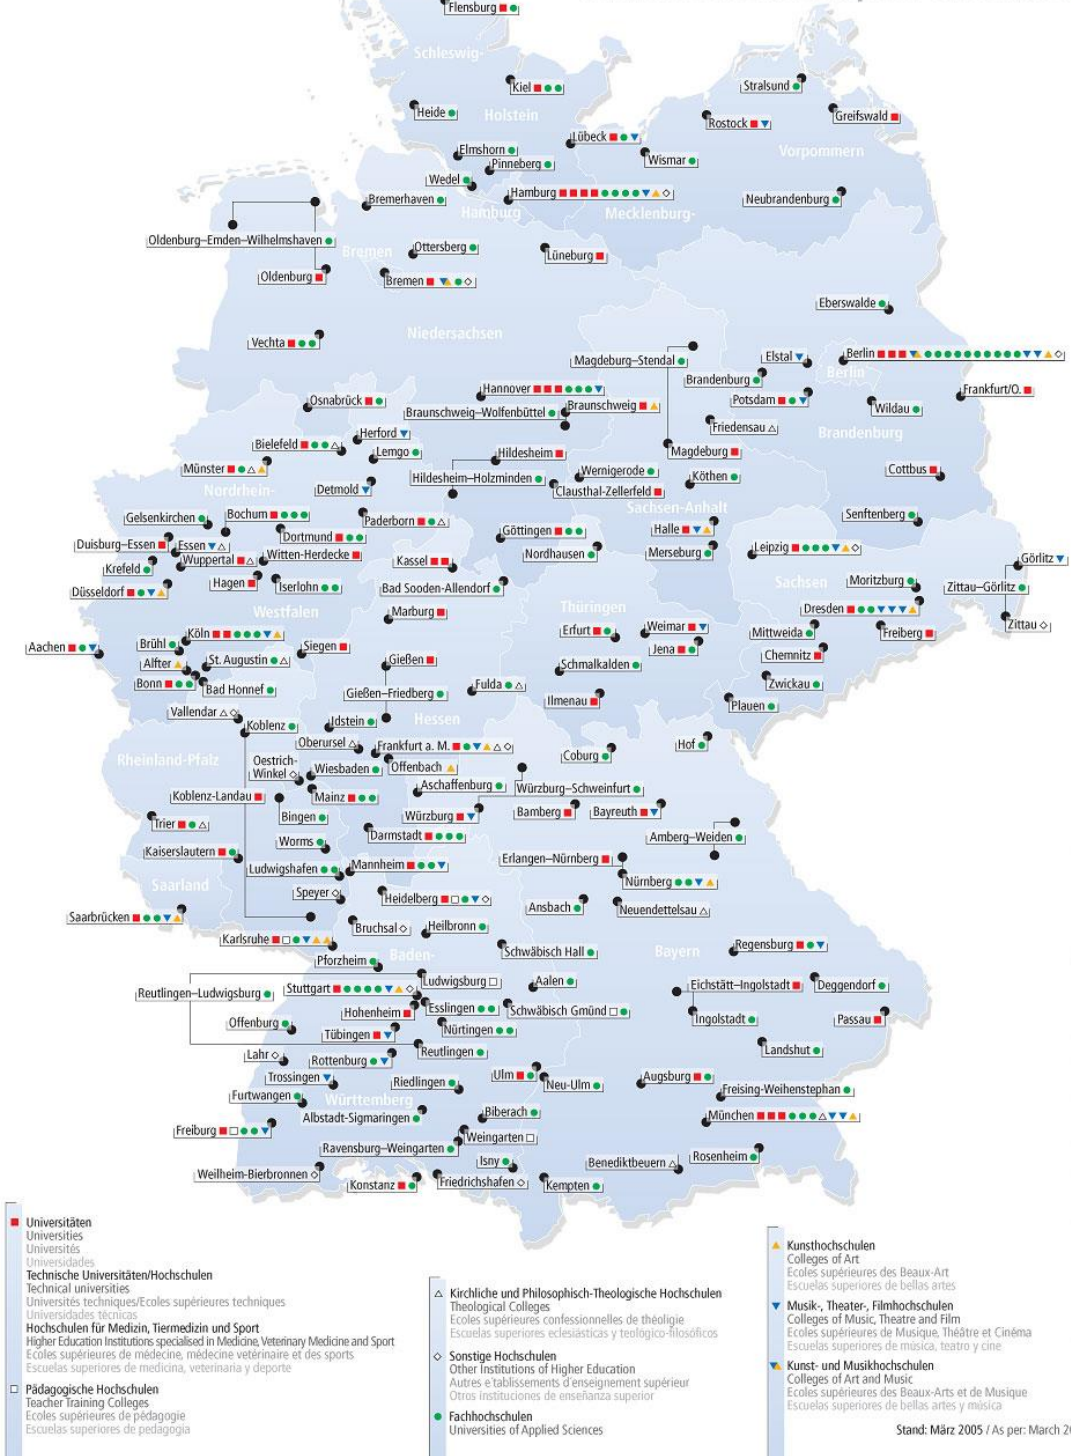 Flensburg
Schleswig-
Kiel
Stralsund
Heide
Holstein
Greifswald
Rostock
Lübeck
Vorpommern
Elmshorn
Wismar
Pinneberg
Wedel
Hamburg
Bremerhaven
Neubrandenburg
Hamburg
Mecklenburg-
Oldenburg–Emden–Wilhelmshaven
Ottersberg
Bremen
Lüneburg
Oldenburg
Bremen
Eberswalde
Niedersachsen
Vechta
Magdeburg–Stendal
Elstal
Berlin
Berlin
Brandenburg
Hannover
Frankfurt/O.
Osnabrück
Braunschweig
Potsdam
Braunschweig–Wolfenbüttel
Wildau
Friedensau
Herford
Brandenburg
Bielefeld
Lemgo
Hildesheim
Magdeburg
Münster
Hildesheim–Holzminden
Wernigerode
Köthen
Cottbus
Nordrhein-
Detmold
Clausthal-Zellerfeld
Sachsen-Anhalt
Gelsenkirchen
Bochum
Paderborn
Senftenberg
Göttingen
Halle
Duisburg–Essen
Essen
Dortmund
Nordhausen
Merseburg
Leipzig
Wuppertal
Witten-Herdecke
Kassel
Görlitz
Krefeld
Hagen
Iserlohn
Bad Sooden-Allendorf
Sachsen
Moritzburg
Zittau–Görlitz
Düsseldorf
Westfalen
Marburg
Thüringen
Dresden
Zittau
Köln
Erfurt
Weimar
Mittweida
Freiberg
Aachen
Brühl
Siegen
Jena
Chemnitz
Alfter
St. Augustin
Gießen
Schmalkalden
Bonn
Bad Honnef
Fulda
Zwickau
Gießen–Friedberg
Ilmenau
Plauen
Vallendar
Koblenz
Idstein
Hessen
Oberursel
Frankfurt a. M.
Hof
Rheinland-Pfalz
Oestrich-
Winkel
Wiesbaden
Offenbach
Coburg
Koblenz-Landau
Mainz
Aschaffenburg
Würzburg–Schweinfurt
Bingen
Würzburg
Bamberg
Bayreuth
Trier
Darmstadt
Amberg–Weiden
Kaiserslautern
Worms
Erlangen–Nürnberg
Ludwigshafen
Mannheim
Saarland
Nürnberg
Speyer
Heidelberg
Ansbach
Neuendettelsau
Saarbrücken
Bruchsal
Heilbronn
Karlsruhe
Baden-
Schwäbisch Hall
Bayern
Regensburg
Pforzheim
Ludwigsburg
Aalen
Eichstätt–Ingolstadt
Deggendorf
Reutlingen–Ludwigsburg
Stuttgart
Hohenheim
Esslingen
Schwäbisch Gmünd
Ingolstadt
Passau
Offenburg
Tübingen
Nürtingen
Lahr
Rottenburg
Reutlingen
Landshut
Trossingen
Riedlingen
Ulm
Neu-Ulm
Augsburg
Freising-Weihenstephan
Furtwangen
Württemberg
Albstadt-Sigmaringen
Biberach
München
Freiburg
Weingarten
Ravensburg–Weingarten
Rosenheim
Isny
Benediktbeuern
Weilheim-Bierbronnen
Konstanz
Friedrichshafen
Kempten
Universitäten
Universities
Universités
Universidades
Technische Universitäten/Hochschulen
Technical universities
Universités techniques/Ecoles supérieures techniques
Universidades técnicas
Hochschulen für Medizin, Tiermedizin und Sport
Higher Education Institutions specialised in Medicine, Veterinary Medicine and Sport
Ecoles supérieures de médecine, médecine vetérinaire et des sports
Escuelas superiores de medicina, veterinaria y deporte
Pädagogische Hochschulen
Teacher Training Colleges
Ecoles supérieures de pédagogie
Escuelas superiores de pedagogia
Kirchliche und Philosophisch-Theologische Hochschulen
Theological Colleges
Ecoles supérieures confessionelles de thèoligie
Escuelas superiores eclesiásticas y teológico-filosóficos
Sonstige Hochschulen
Other Institutions of Higher Education
Autres e´tablissements d'enseignement supérieur
Otros instituciones de enseñanza superior
Fachhochschulen
Universities of Applied Sciences
Kunsthochschulen
Colleges of Art
Ecoles supérieures des Beaux-Art
Escuelas superiores de bellas artes
Musik-, Theater-, Filmhochschulen
Colleges of Music, Theatre and Film
Ecoles supérieures de Musique, Théâtre et Cinéma
Escuelas superiores de música, teatro y cine
Kunst- und Musikhochschulen
Colleges of Art and Music
Ecoles supérieures des Beaux-Arts et de Musique
Escuelas superiores de bellas artes y música
Stand: März 2005 / As per: March 20